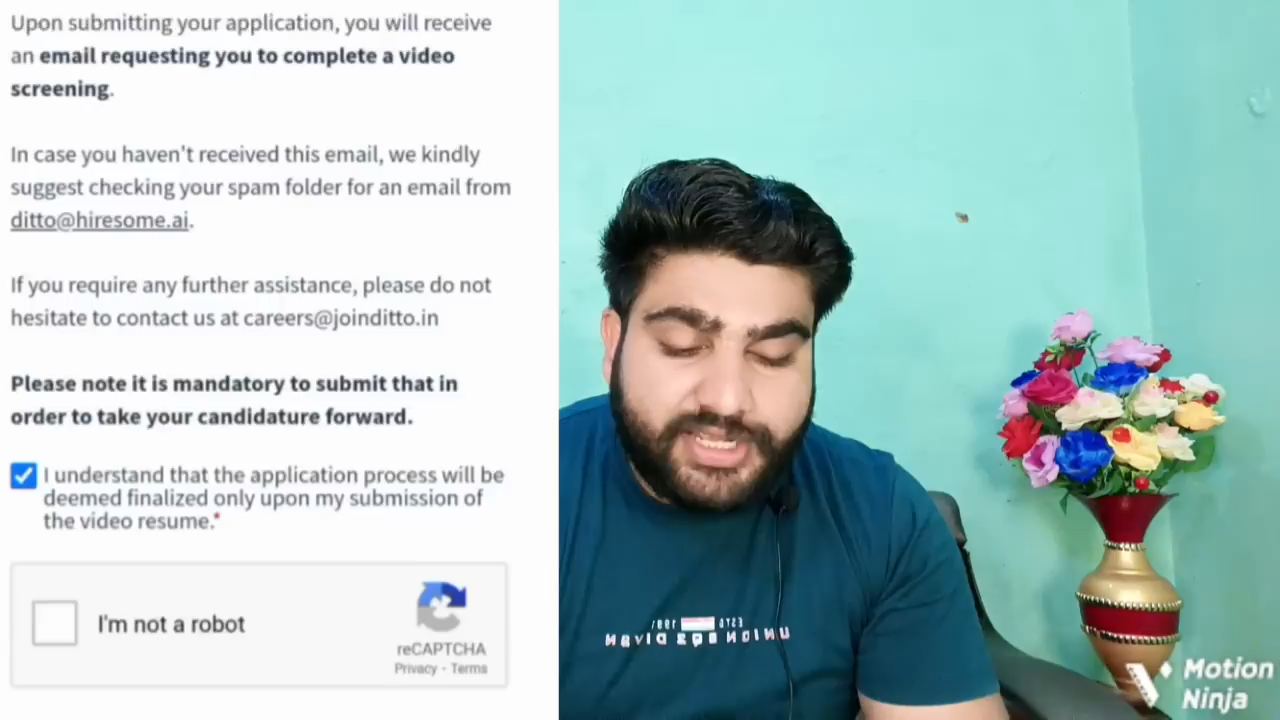 Upon submitting your application, you will receive
an email requesting you to complete a video
screening.
In case you haven't received this email, we kindly
suggest checking your spam folder for an email from
ditto@hiresome.ai.
If you require any further assistance, please do not
hesitate to contact us at careers@joinditto.in
Please note it is mandatory to submit that in
order to take your candidature forward.
I understand that the application process will be
deemed finalized only upon my submission of
the video resume.*
I'm not a robot
reCAPTCHA
Privacy - Terms
ESTD 1981
Motion
Ninja